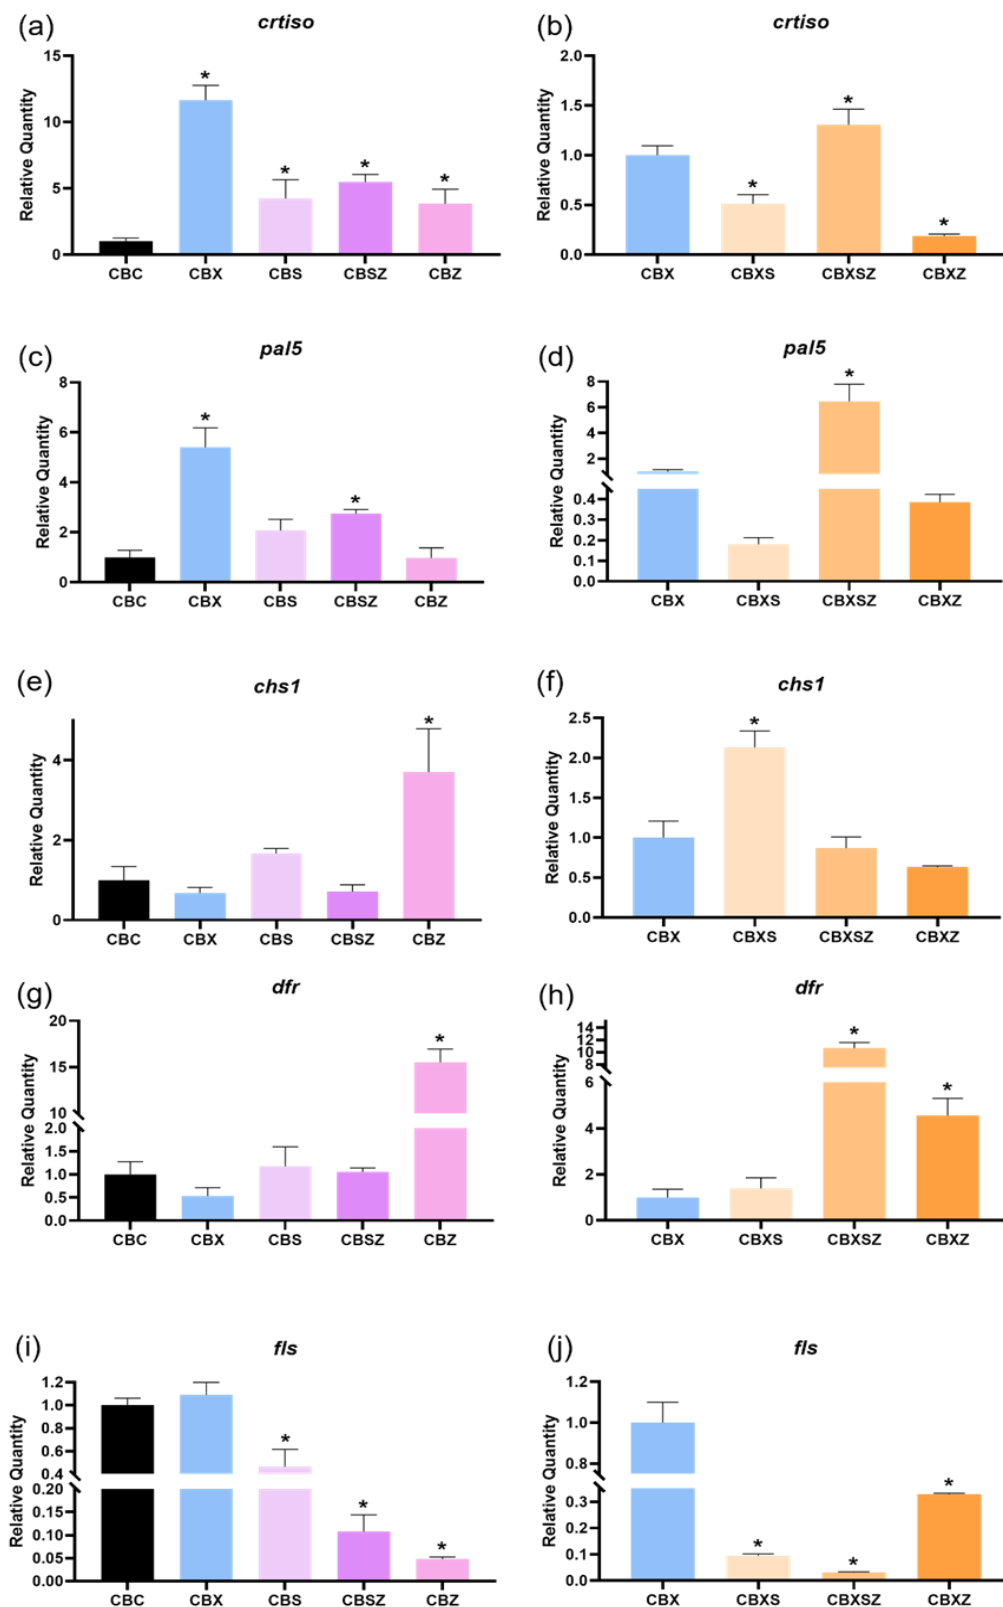 (a) crtiso
Relative Quantity
15
10
5
0
* * * *
CBC CBX CBS CBSZ CBZ
(b) crtiso
Relative Quantity
2.0
1.5
1.0
0.5
0.0
* * *
CBX CBXS CBXSZ CBXZ
(c) pal5
Relative Quantity
8
6
4
2
0
* *
CBC CBX CBS CBSZ CBZ
(d) pal5
Relative Quantity
8
6
4
2
0.4
0.3
0.2
0.1
0.0
*
CBX CBXS CBXSZ CBXZ
(e) chs1
Relative Quantity
4
2
0
*
CBC CBX CBS CBSZ CBZ
(f) chs1
Relative Quantity
2.5
2.0
1.5
1.0
0.5
0.0
*
CBX CBXS CBXSZ CBXZ
(g) dfr
Relative Quantity
20
15
10
2.0
1.5
1.0
0.5
0.0
*
CBC CBX CBS CBSZ CBZ
(h) dfr
Relative Quantity
14
12
10
8
6
4
2
0
* *
CBX CBXS CBXSZ CBXZ
(i) fls
Relative Quantity
1.2
1.0
0.8
0.6
0.4
0.20
0.15
0.10
0.05
0.00
* * *
CBC CBX CBS CBSZ CBZ
(j) fls
Relative Quantity
1.2
1.0
0.8
0.3
0.2
0.1
0.0
* * *
CBX CBXS CBXSZ CBXZ